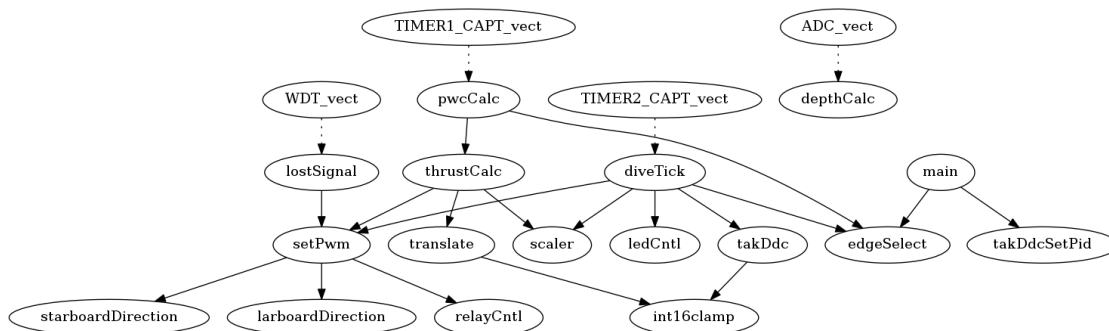 TIMER1_CAPT_vect
ADC_vect
WDT_vect
pwcCalc
TIMER2_CAPT_vect
depthCalc
lostSignal
thrustCalc
diveTick
main
setPwm
translate
scaler
ledCntl
takDdc
edgeSelect
takDdcSetPid
starboardDirection
larboardDirection
relayCntl
int16clamp